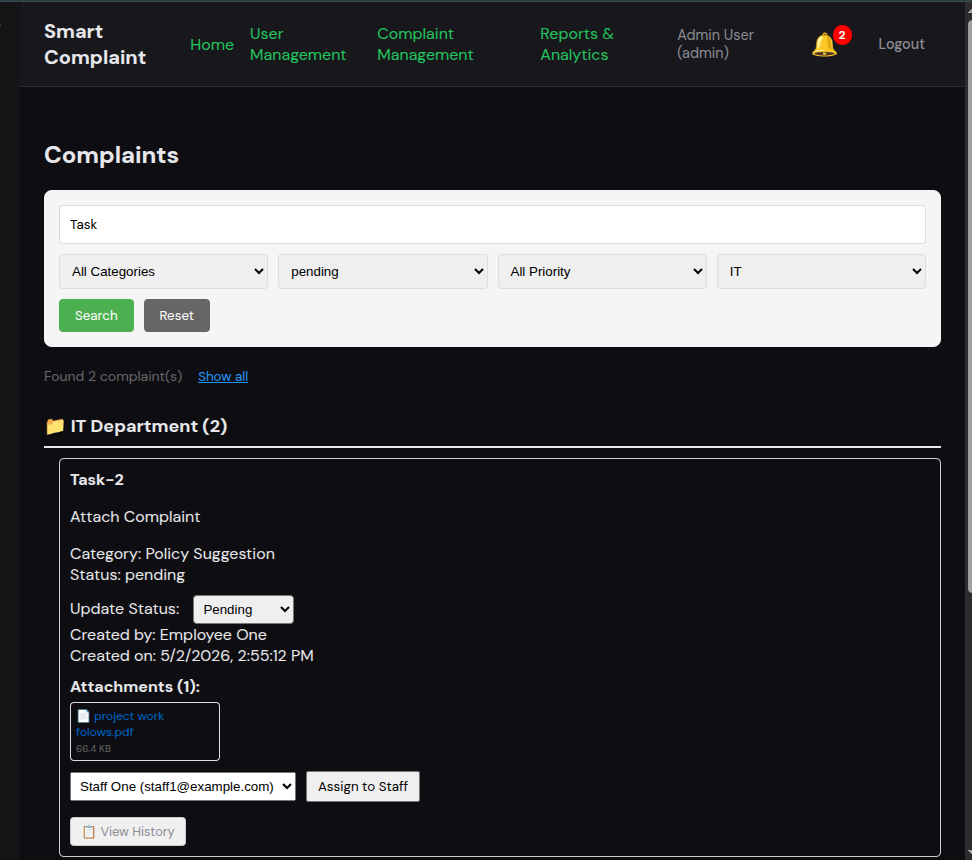 Smart
Complaint
Home
User
Management
Complaint
Management
Reports &
Analytics
Admin User
(admin)
2
Logout
Complaints
Task
All Categories
pending
All Priority
IT
Search
Reset
Found 2 complaint(s)
Show all
IT Department (2)
Task-2
Attach Complaint
Category: Policy Suggestion
Status: pending
Update Status:
Pending
Created by: Employee One
Created on: 5/2/2026, 2:55:12 PM
Attachments (1):
project work
folows.pdf
66.4 KB
Staff One (staff1@example.com)
Assign to Staff
View History